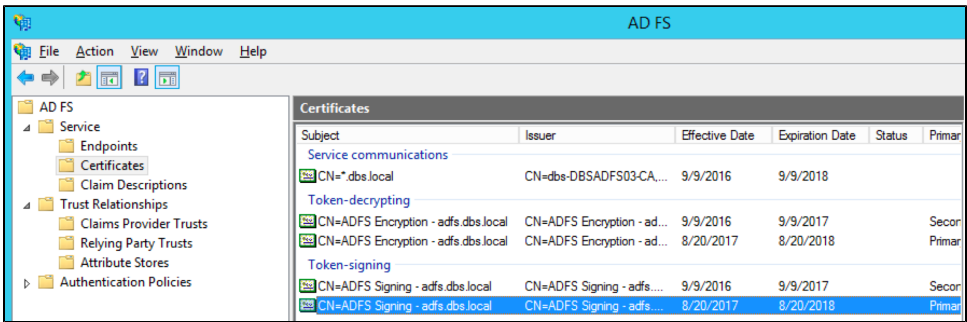 AD FS
File Action View Window Help
AD FS
Service
Endpoints
Certificates
Claim Descriptions
Trust Relationships
Claims Provider Trusts
Relying Party Trusts
Attribute Stores
Authentication Policies
Certificates
Subject Issuer Effective Date Expiration Date Status Primar
Service communications
CN=*.dbs.local CN=dbs-DBSADFS03-CA,... 9/9/2016 9/9/2018
Token-decrypting
CN=ADFS Encryption - adfs.dbs.local CN=ADFS Encryption - ad... 9/9/2016 9/9/2017 Secor
CN=ADFS Encryption - adfs.dbs.local CN=ADFS Encryption - ad... 8/20/2017 8/20/2018 Primar
Token-signing
CN=ADFS Signing - adfs.dbs.local CN=ADFS Signing - adfs.... 9/9/2016 9/9/2017 Secor
CN=ADFS Signing - adfs.dbs.local CN=ADFS Signing - adfs.... 8/20/2017 8/20/2018 Primar